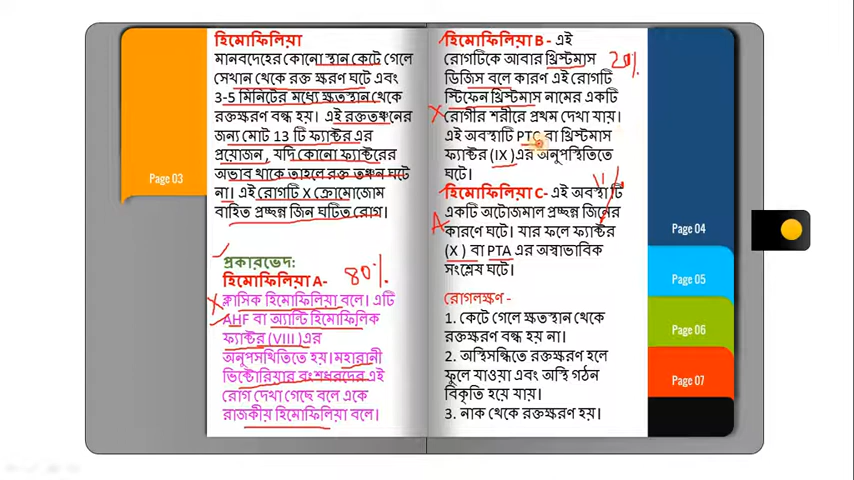 হিমোফিলিয়া
মানবদেহের কোনো স্থান কেটে গেলে
সেখান থেকে রক্ত ক্ষরণ ঘটে এবং
3-5 মিনিটের মধ্যে ক্ষতস্থান থেকে
রক্তক্ষরণ বন্ধ হয়। এই রক্ততঞ্চনের
জন্য মোট 13 টি ফ্যাক্টর এর
প্রয়োজন, যদি কোনো ফ্যাক্টরের
অভাব থাকে তাহলে রক্ত তঞ্চন ঘটে
না। এই রোগটি X ক্রোমোজোম
বাহিত প্রচ্ছন্ন জিন ঘটিত রোগ।
প্রকারভেদ:
হিমোফিলিয়া A- 80%
X ক্লাসিক হিমোফিলিয়া বলে। এটি
AHF বা অ্যান্টি হিমোফিলিক
ফ্যাক্টর (VIII) এর
অনুপসথিতিতে হয়। মহারানী
ভিক্টোরিয়ার বংশধরদের এই
রোগ দেখা গেছে বলে একে
রাজকীয় হিমোফিলিয়া বলে।
হিমোফিলিয়া B - এই
রোগটিকে আবার খ্রিস্টমাস 20%
ডিজিস বলে কারণ এই রোগটি
স্টিফেন খ্রিস্টমাস নামের একটি
X রোগীর শরীরে প্রথম দেখা যায়।
এই অবস্থাটি PTC বা খ্রিস্টমাস
ফ্যাক্টর (IX) এর অনুপস্থিতিতে
ঘটে।
হিমোফিলিয়া C- এই অবস্থাটি
A একটি অটোজমাল প্রচ্ছন্ন জিনের
কারণে ঘটে। যার ফলে ফ্যাক্টর
(X ) বা PTA এর অস্বাভাবিক
সংশ্লেষ ঘটে।
রোগলক্ষণ -
1. কেটে গেলে ক্ষতস্থান থেকে
রক্তক্ষরণ বন্ধ হয় না।
2. অস্থিসন্ধিতে রক্তক্ষরণ হলে
ফুলে যাওয়া এবং অস্থি গঠন
বিকৃতি হয়ে যায়।
3. নাক থেকে রক্তক্ষরণ হয়।
Page 03
Page 04
Page 05
Page 06
Page 07